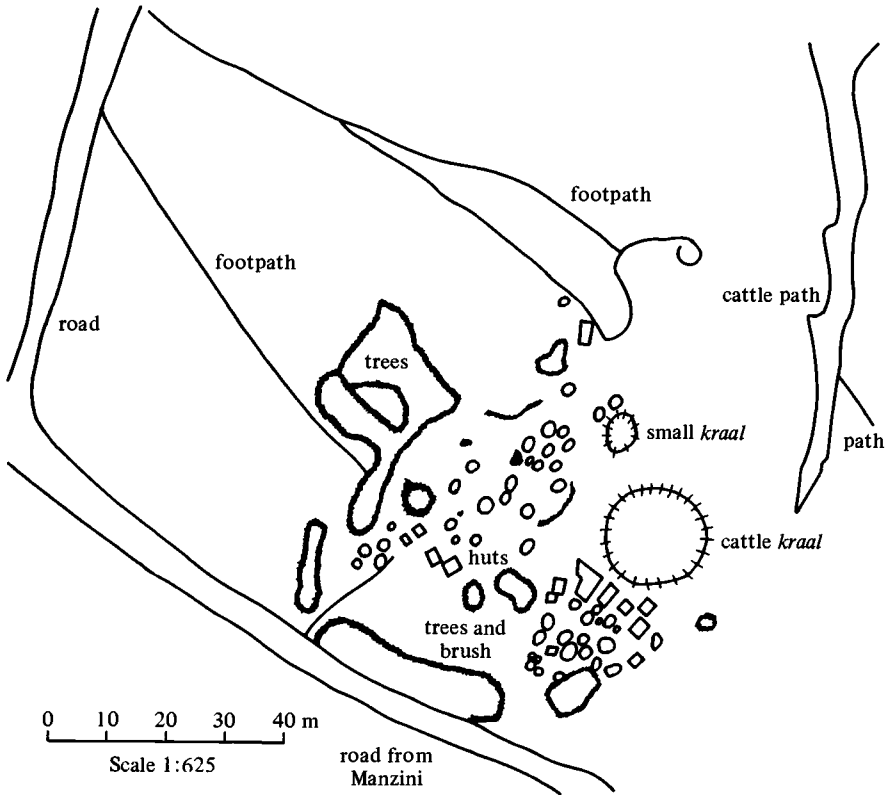 footpath
footpath
cattle path
road
trees
small kraal
path
cattle kraal
huts
trees and
brush
0 10 20 30 40 m
Scale 1:625
road from
Manzini